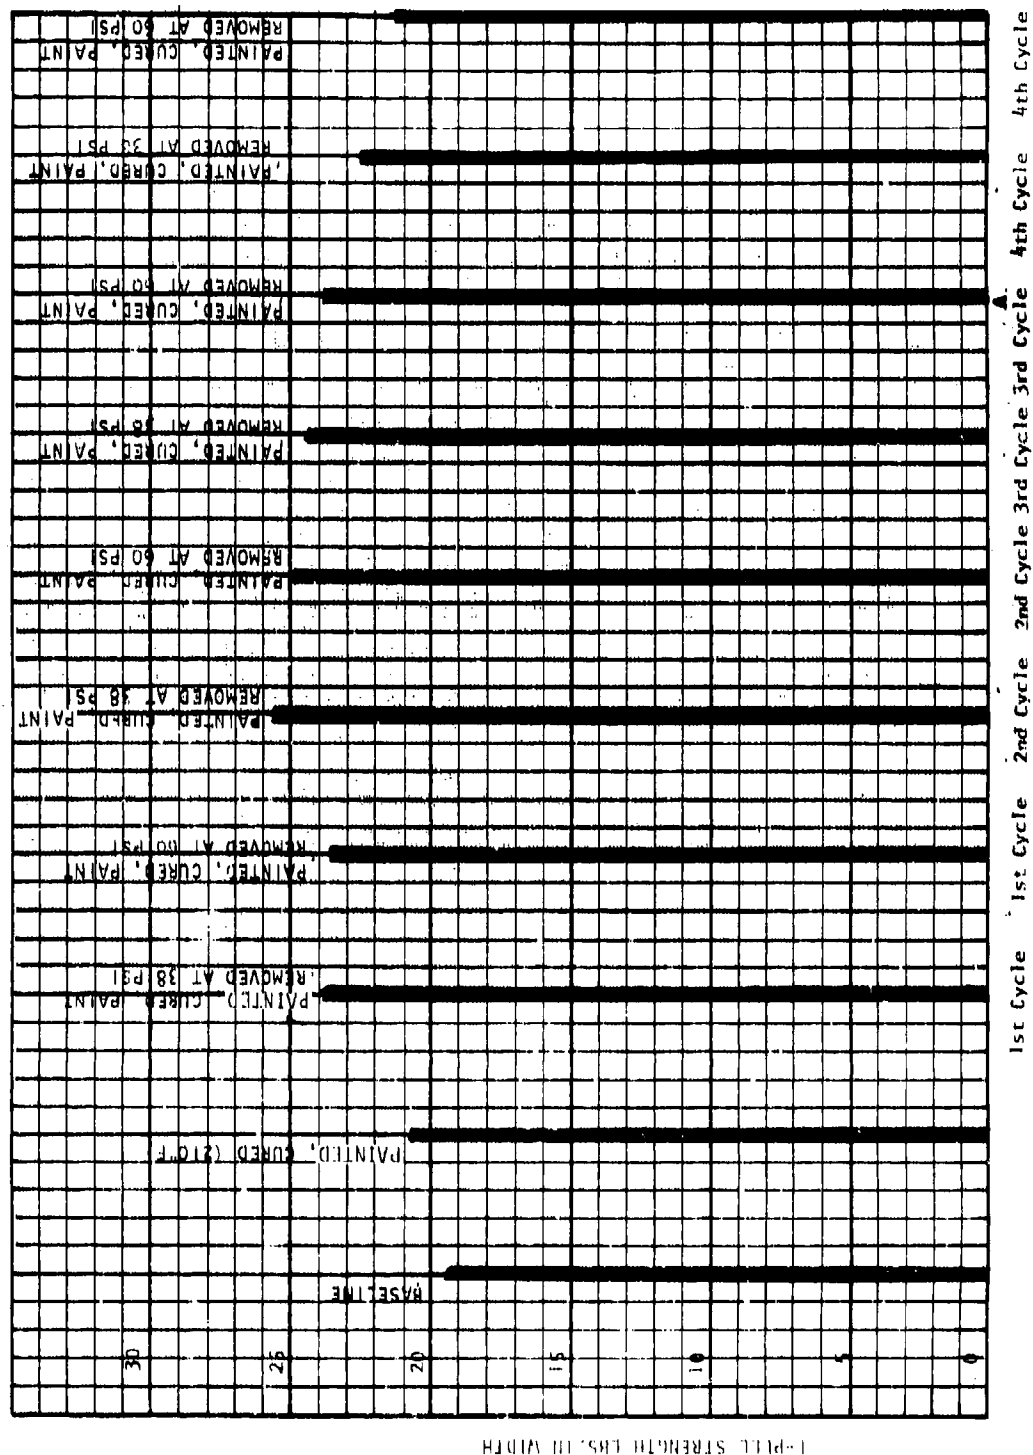 PAINTED, CURED, PAINT
REMOVED AT 60 PSI
PAINTED, CURED, PAINT
REMOVED AT 38 PSI
PAINTED, CURED, PAINT
REMOVED AT 60 PSI
PAINTED, CURED, PAINT
REMOVED AT 38 PSI
PAINTED, CURED, PAINT
REMOVED AT 60 PSI
PAINTED, CURED, PAINT
REMOVED AT 38 PSI
PAINTED, CURED, PAINT
REMOVED AT 60 PSI
PAINTED, CURED, PAINT
REMOVED AT 38 PSI
PAINTED, CURED (210°F)
BASELINE
30
25
20
15
10
5
0
T-PULL STRENGTH LBS. IN WIDTH
1st Cycle
1st Cycle
2nd Cycle
2nd Cycle
3rd Cycle
3rd Cycle
4th Cycle
4th Cycle